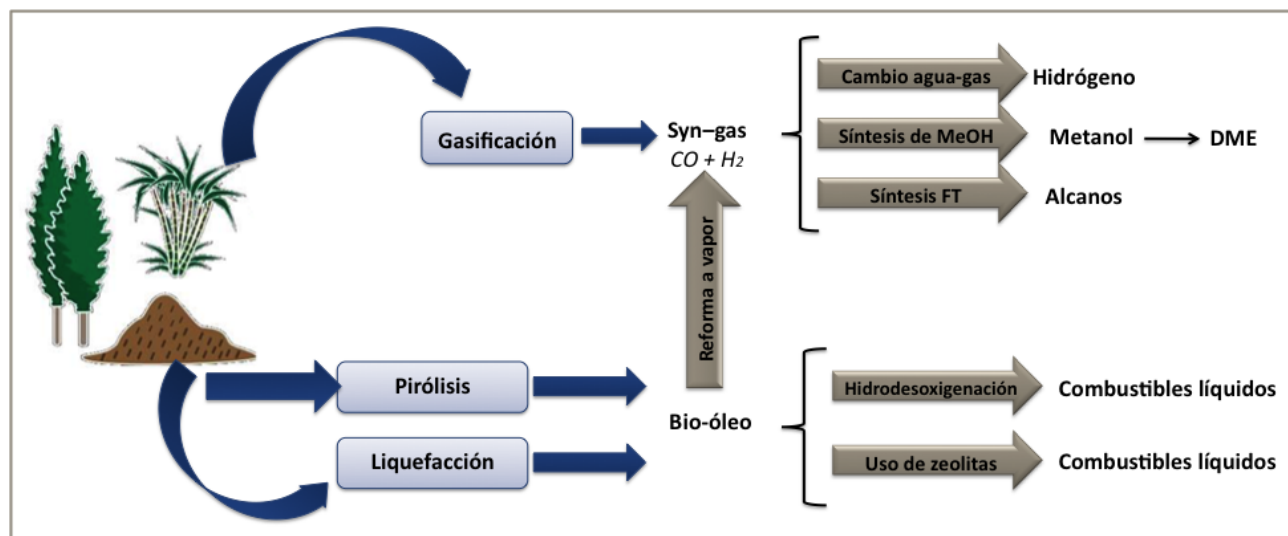 Gasificación
Syn–gas
CO + H2
Cambio agua-gas
Hidrógeno
Síntesis de MeOH
Metanol
DME
Síntesis FT
Alcanos
Reforma a vapor
Pirólisis
Liquefacción
Bio-óleo
Hidrodesoxigenación
Combustibles líquidos
Uso de zeolitas
Combustibles líquidos